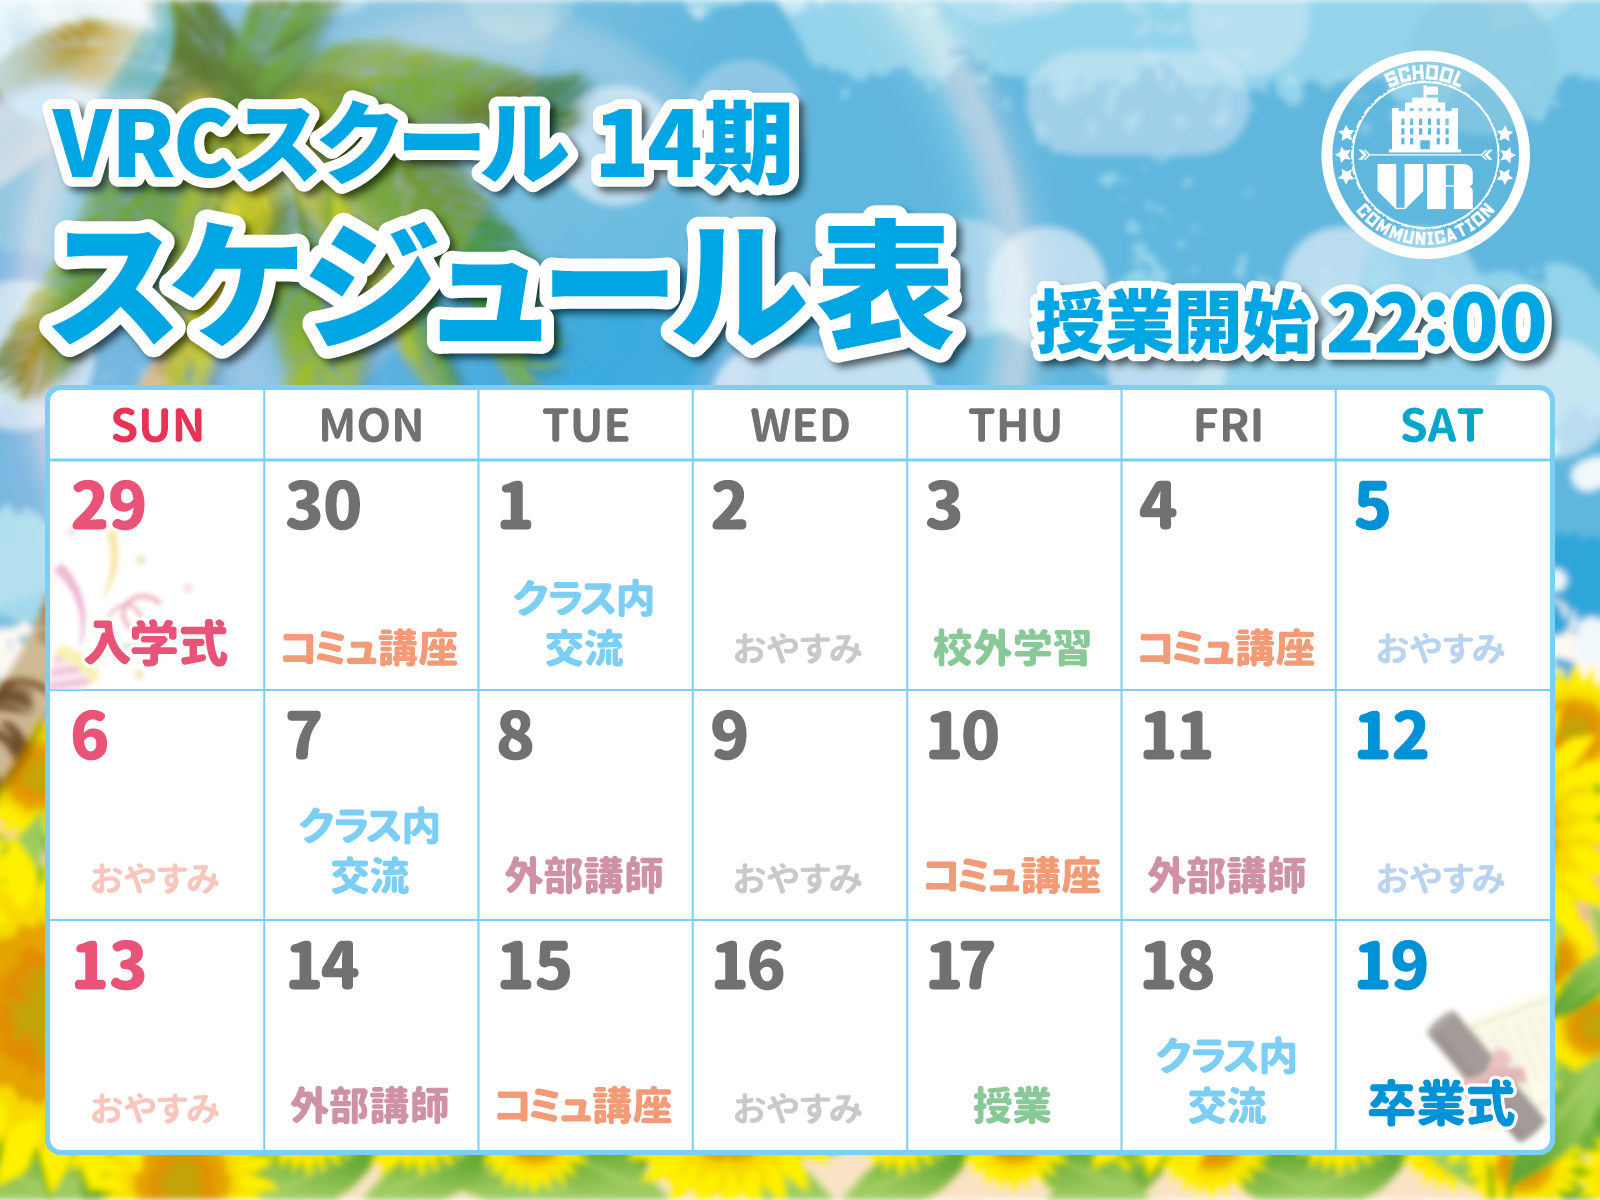 VRCスクール 14期
スケジュール表
SCHOOL
VR
COMMUNICATION
授業開始 22:00
SUN MON TUE WED THU FRI SAT
29 30 1 2 3 4 5
入学式 コミュ講座 クラス内交流 おやすみ 校外学習 コミュ講座 おやすみ
6 7 8 9 10 11 12
おやすみ クラス内交流 外部講師 おやすみ コミュ講座 外部講師 おやすみ
13 14 15 16 17 18 19
おやすみ 外部講師 コミュ講座 おやすみ 授業 クラス内交流 卒業式